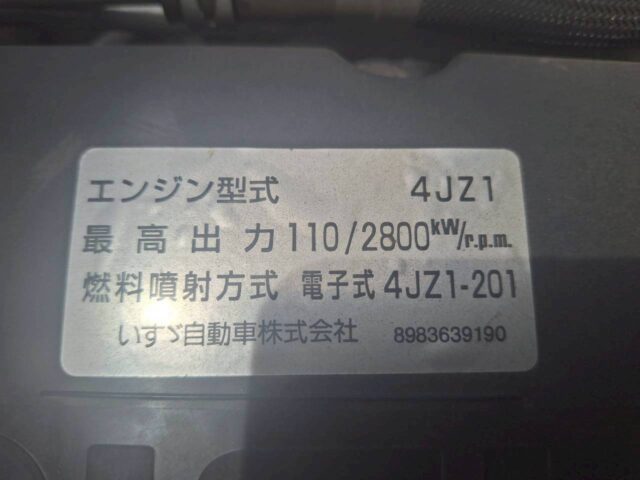 エンジン型式 4JZ1
最高出力 110/2800kW/r.p.m.
燃料噴射方式 電子式 4JZ1-201
いすゞ自動車株式会社 8983639190